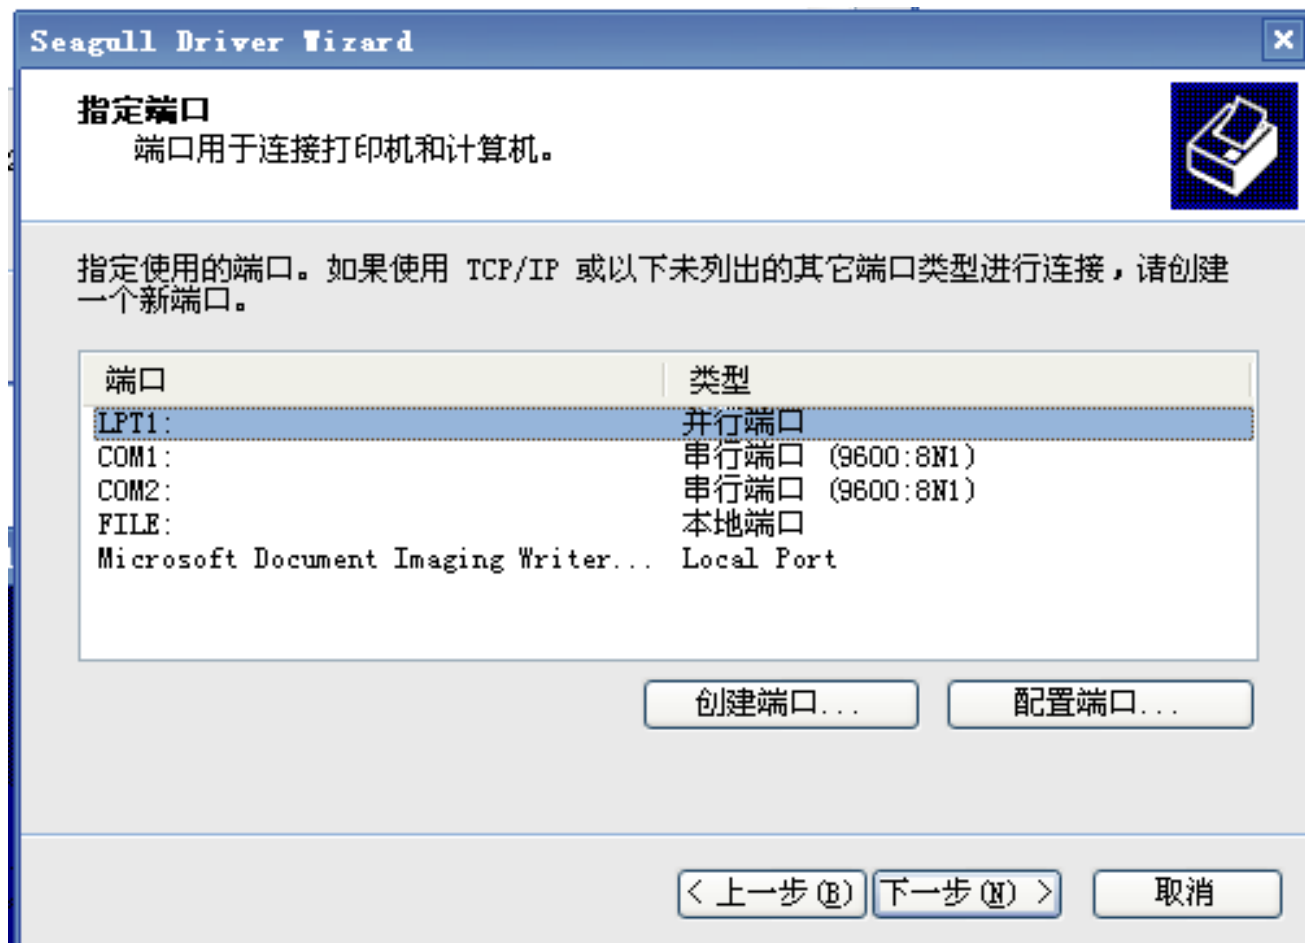 Seagull Driver Wizard
指定端口
端口用于连接打印机和计算机。
指定使用的端口。如果使用 TCP/IP 或以下未列出的其它端口类型进行连接，请创建
一个新端口。
端口 类型
LPT1: 并行端口
COM1: 串行端口 (9600:8N1)
COM2: 串行端口 (9600:8N1)
FILE: 本地端口
Microsoft Document Imaging Writer... Local Port
创建端口... 配置端口...
< 上一步(B) 下一步(N) > 取消